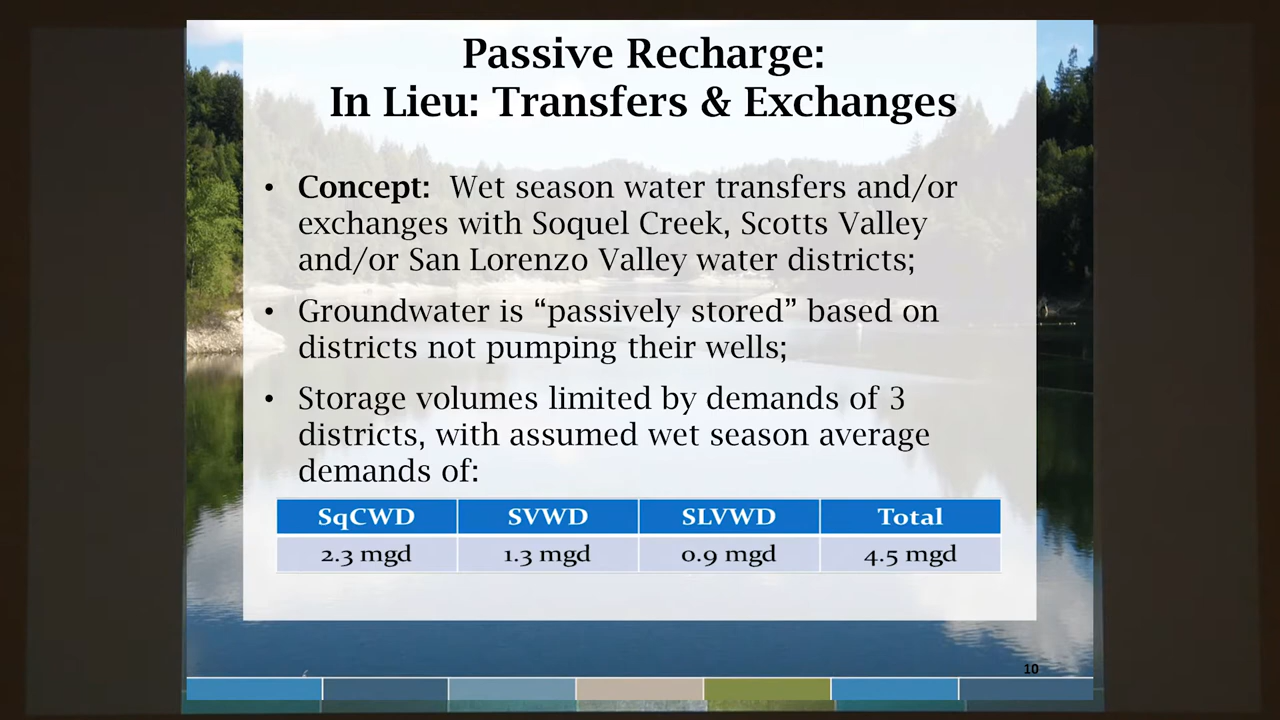 Passive Recharge:
In Lieu: Transfers & Exchanges
• Concept: Wet season water transfers and/or
exchanges with Soquel Creek, Scotts Valley
and/or San Lorenzo Valley water districts;
• Groundwater is “passively stored” based on
districts not pumping their wells;
• Storage volumes limited by demands of 3
districts, with assumed wet season average
demands of:
SqCWD SVWD SLVWD Total
2.3 mgd 1.3 mgd 0.9 mgd 4.5 mgd
10